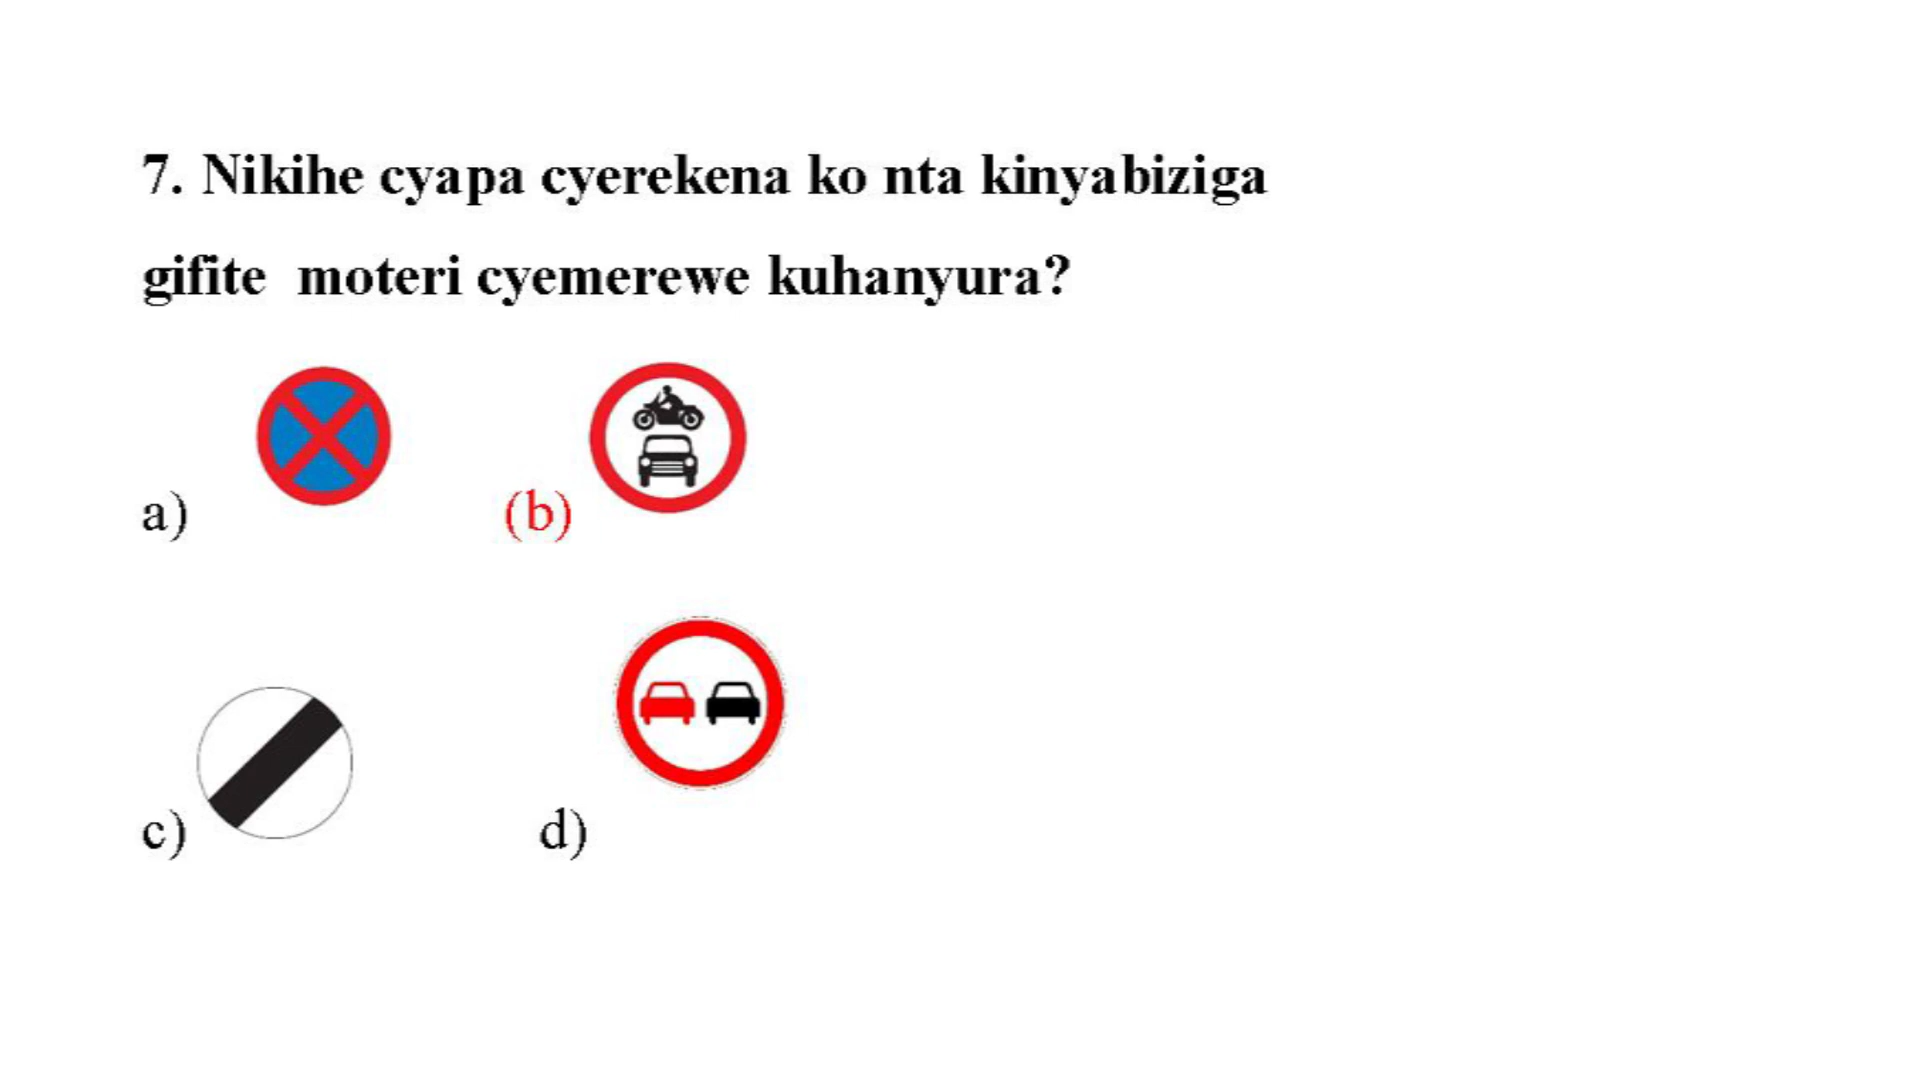 7. Nikihe cyapa cyerekena ko nta kinyabiziga
gifite moteri cyemerewe kuhanyura?
a) (b)
c) d)